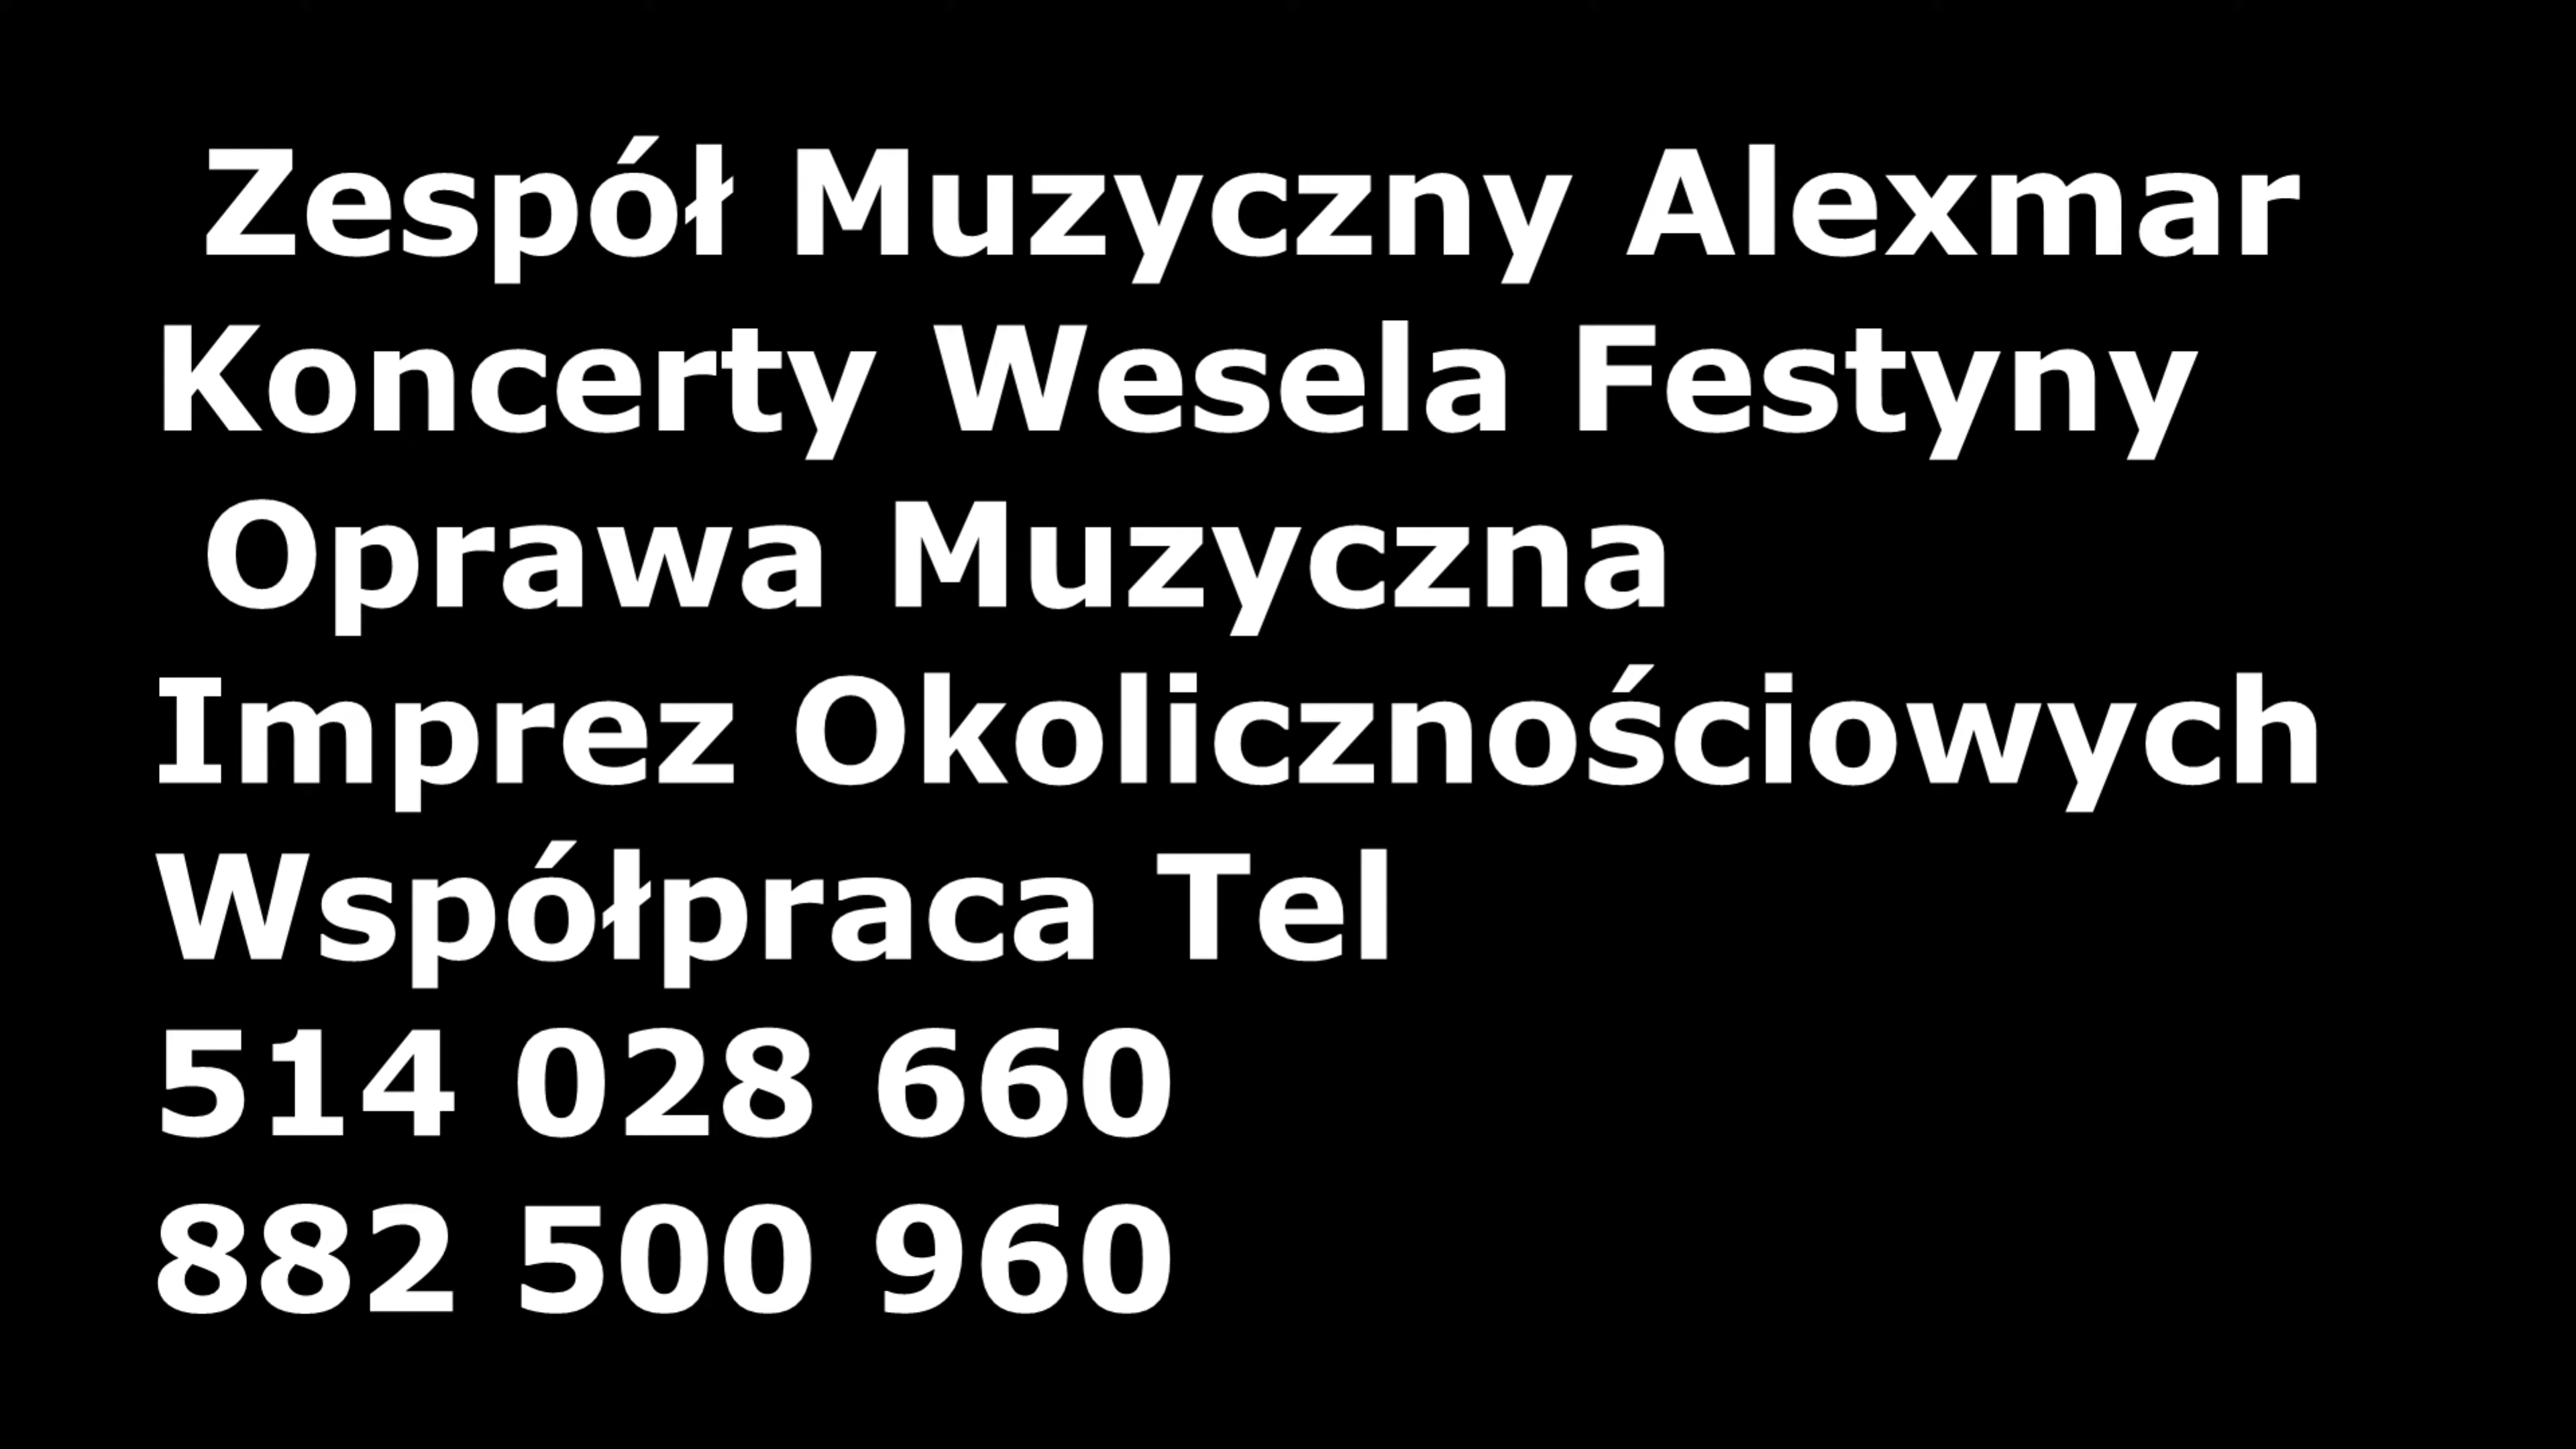 Zespół Muzyczny Alexmar
Koncerty Wesela Festyny
Oprawa Muzyczna
Imprez Okolicznościowych
Współpraca Tel
514 028 660
882 500 960